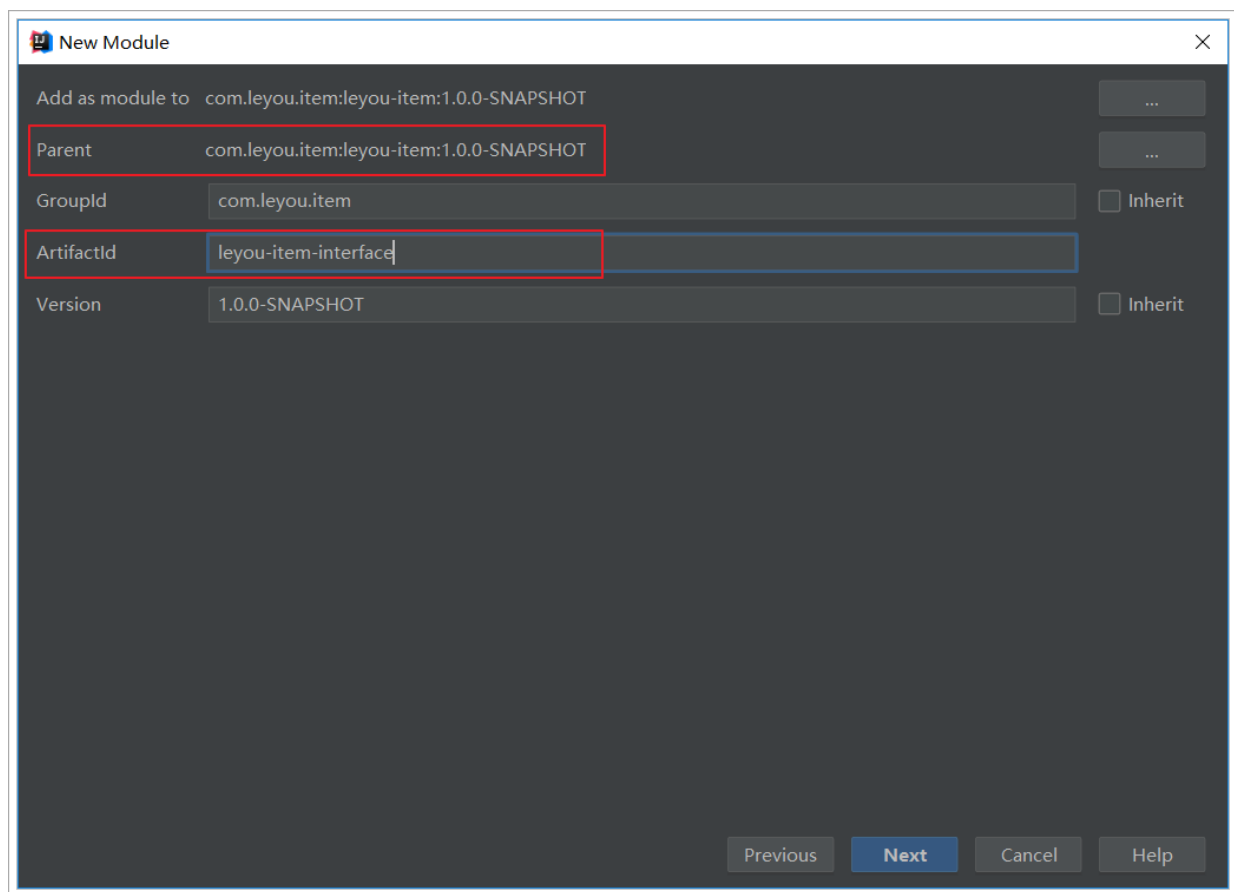 New Module
Add as module to com.leyou.item:leyou-item:1.0.0-SNAPSHOT ...
Parent com.leyou.item:leyou-item:1.0.0-SNAPSHOT ...
GroupId com.leyou.item Inherit
ArtifactId leyou-item-interface
Version 1.0.0-SNAPSHOT Inherit
Previous Next Cancel Help